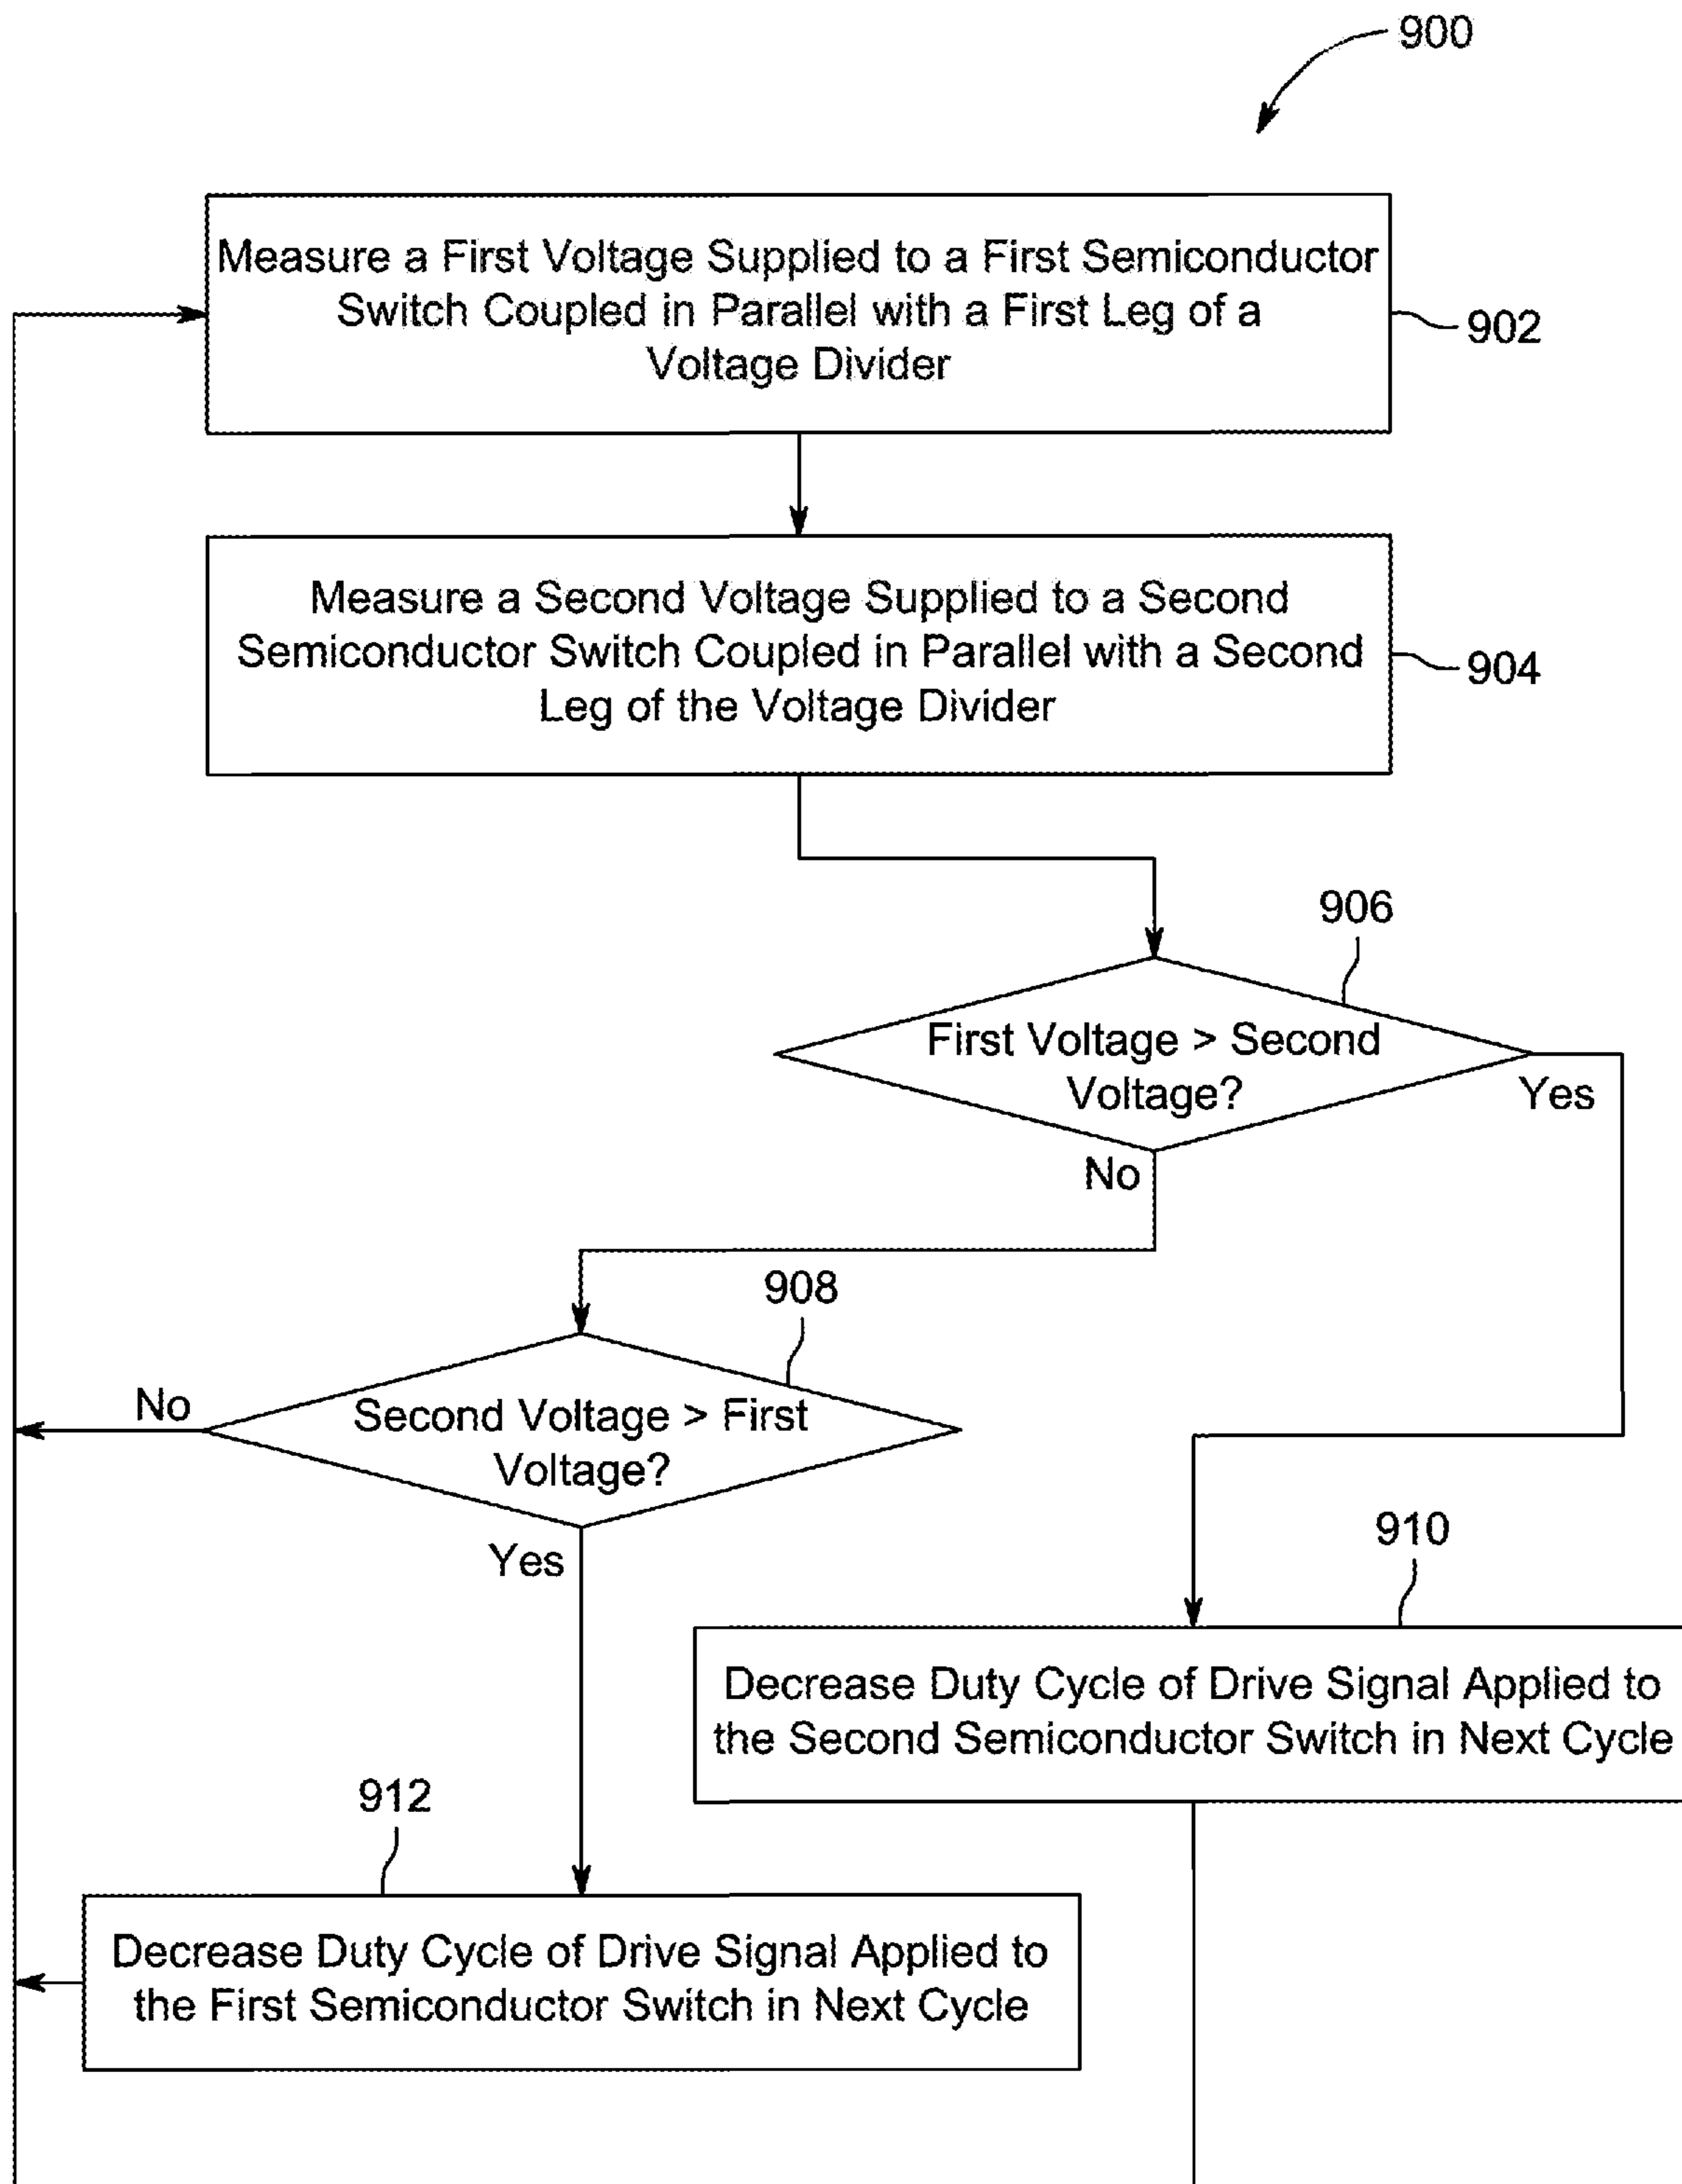 900
Measure a First Voltage Supplied to a First Semiconductor
Switch Coupled in Parallel with a First Leg of a
Voltage Divider
902
Measure a Second Voltage Supplied to a Second
Semiconductor Switch Coupled in Parallel with a Second
Leg of the Voltage Divider
904
906
First Voltage > Second
Voltage?
Yes
No
908
Second Voltage > First
Voltage?
No
Yes
910
Decrease Duty Cycle of Drive Signal Applied to
the Second Semiconductor Switch in Next Cycle
912
Decrease Duty Cycle of Drive Signal Applied to
the First Semiconductor Switch in Next Cycle